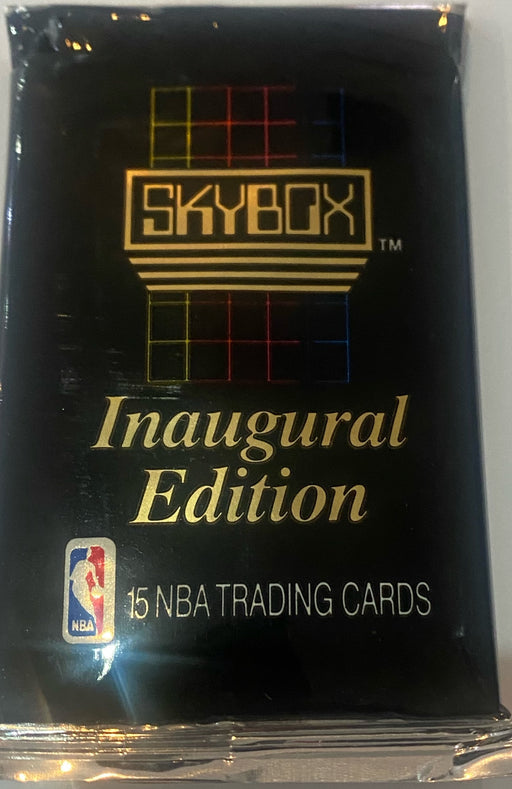 SKYBOX
TM
Inaugural
Edition
NBA
15 NBA TRADING CARDS